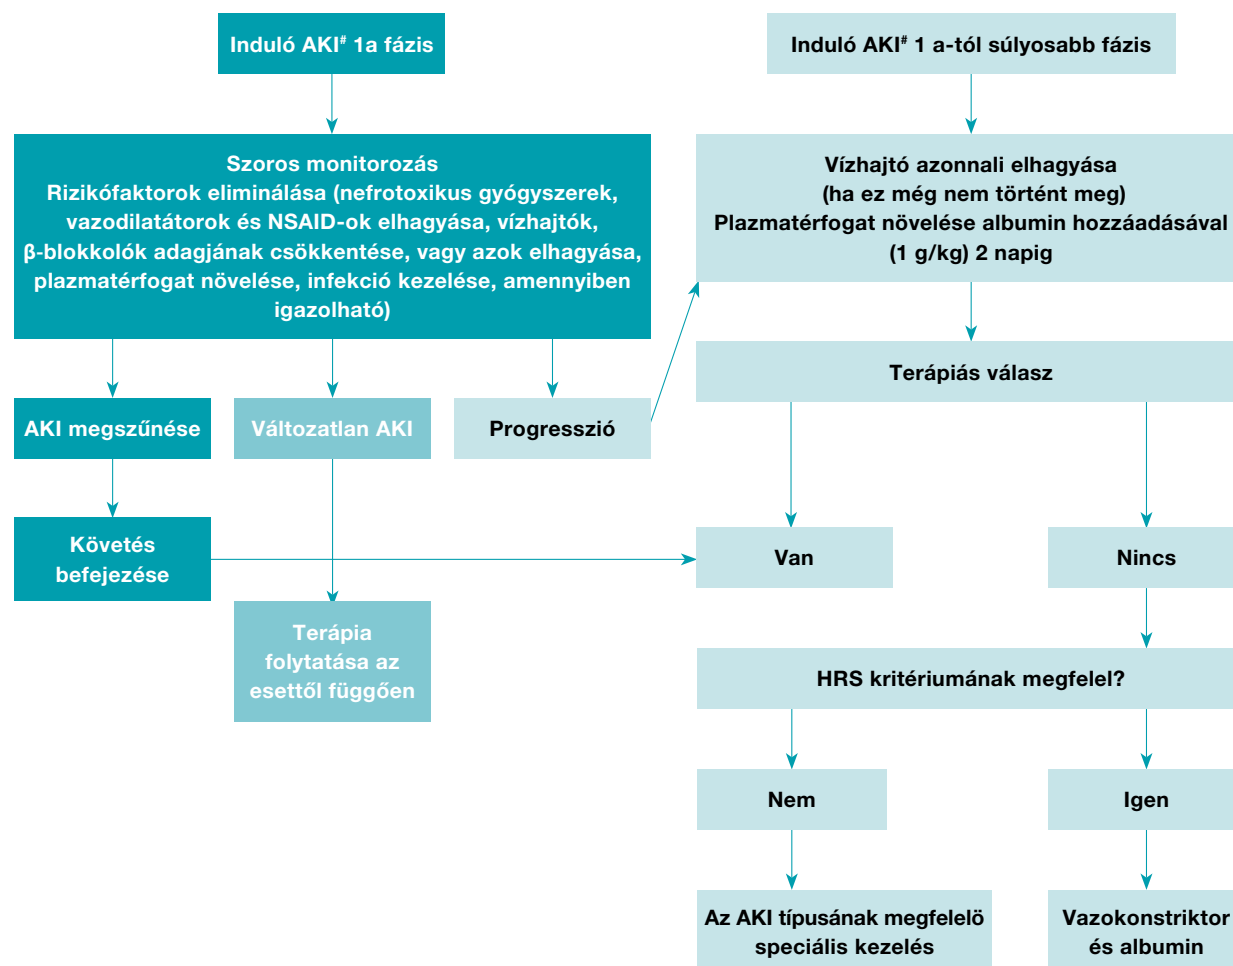 Induló AKI# 1a fázis
Induló AKI# 1 a-tól súlyosabb fázis
Szoros monitorozás
Rizikófaktorok eliminálása (nefrotoxikus gyógyszerek,
vazodilatátorok és NSAID-ok elhagyása, vízhajtók,
β-blokkolók adagjának csökkentése, vagy azok elhagyása,
plazmatérfogat növelése, infekció kezelése, amennyiben
igazolható)
Vízhajtó azonnali elhagyása
(ha ez még nem történt meg)
Plazmatérfogat növelése albumin hozzáadásával
(1 g/kg) 2 napig
Terápiás válasz
AKI megszűnése
Változatlan AKI
Progresszió
Követés
befejezése
Van
Nincs
Terápia
folytatása az
esettől függően
HRS kritériumának megfelel?
Nem
Igen
Az AKI típusának megfelelö
speciális kezelés
Vazokonstriktor
és albumin